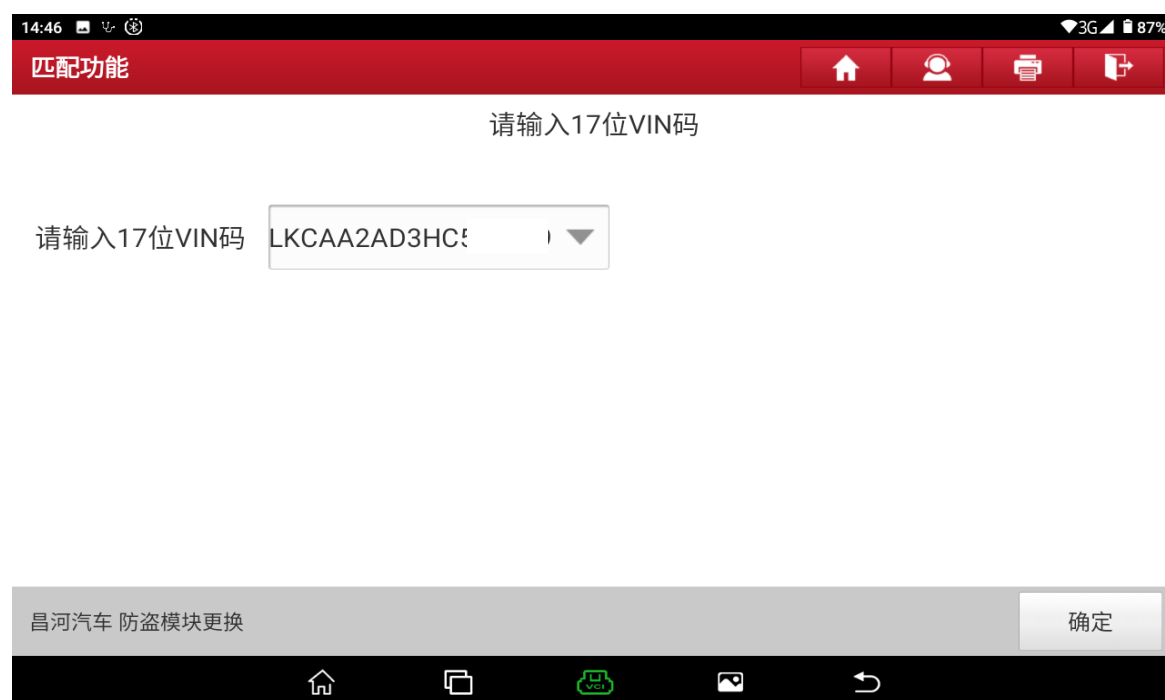 14:46 3G 87%
匹配功能
请输入17位VIN码
请输入17位VIN码 LKCAA2AD3HC
昌河汽车 防盗模块更换 确定
VCI